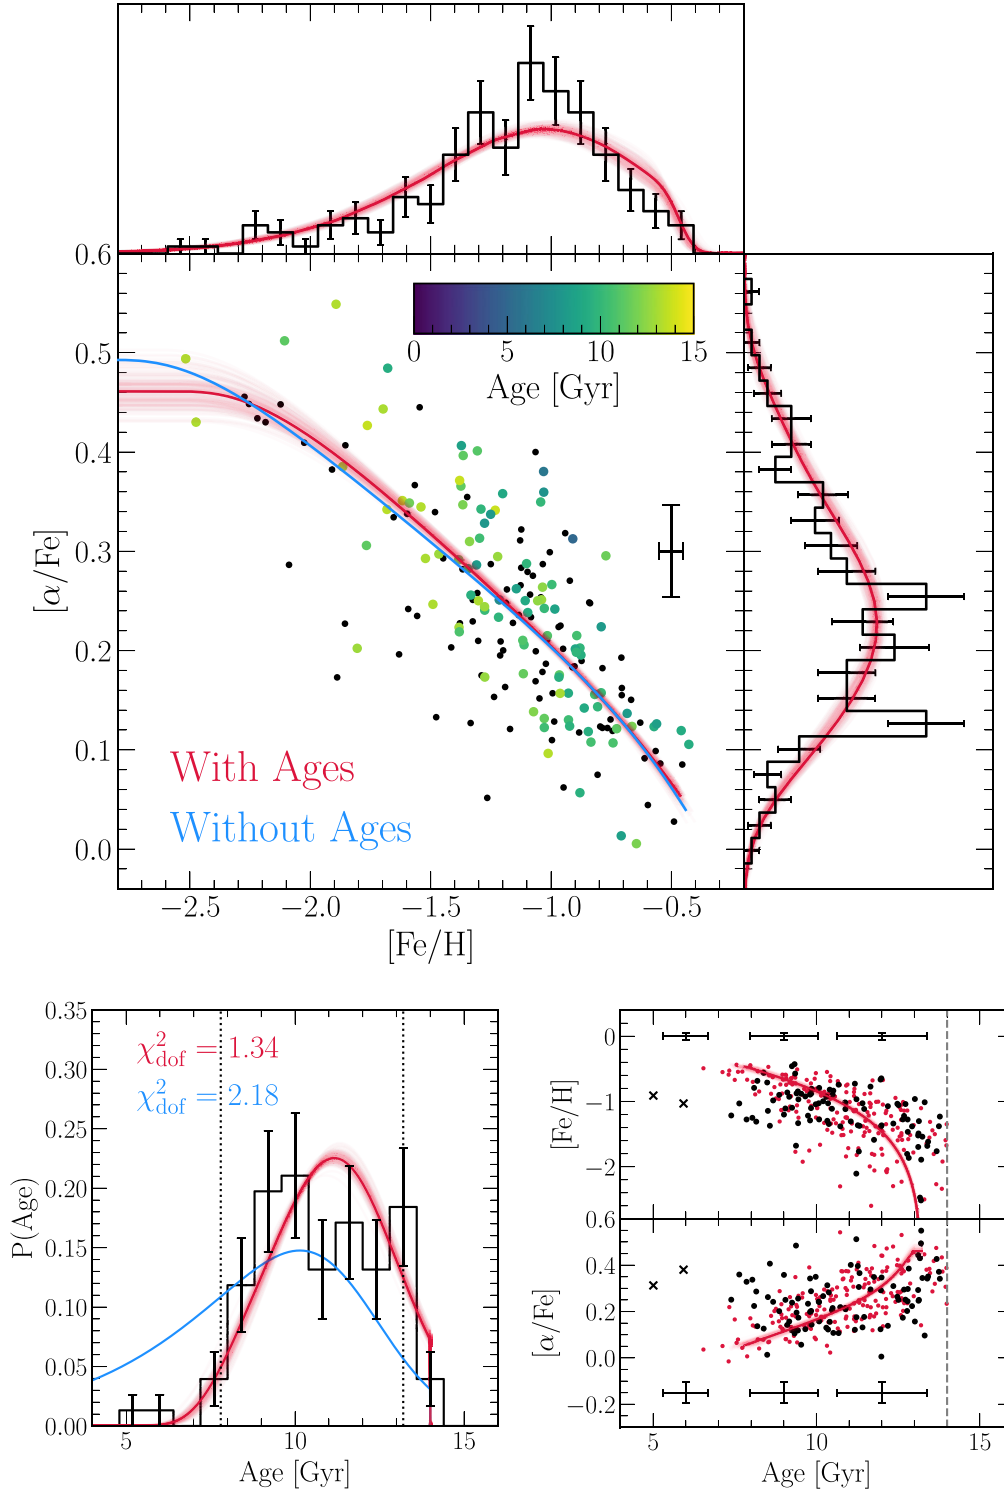 0.6
0.5
0.4
0.3
0.2
0.1
0.0
[α/Fe]
0 5 10 15
Age [Gyr]
With Ages
Without Ages
−2.5 −2.0 −1.5 −1.0 −0.5
[Fe/H]
0.35
0.30
0.25
0.20
0.15
0.10
0.05
0.00
P(Age)
χ²dof = 1.34
χ²dof = 2.18
5 10 15
Age [Gyr]
0
−1
−2
[Fe/H]
0.6
0.4
0.2
0.0
−0.2
[α/Fe]
5 10 15
Age [Gyr]